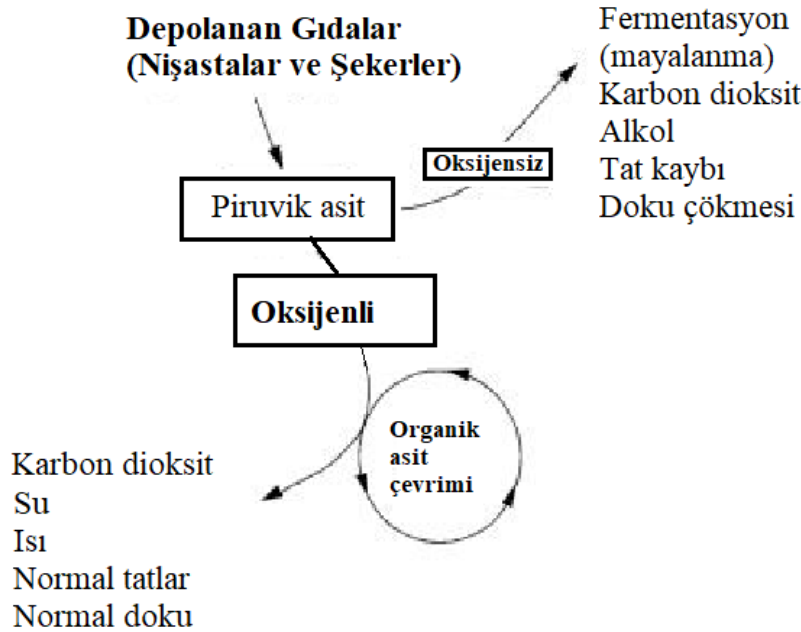 Depolanan Gıdalar
(Nişastalar ve Şekerler)
Fermentasyon
(mayalanma)
Karbon dioksit
Alkol
Tat kaybı
Doku çökmesi
Oksijensiz
Piruvik asit
Oksijenli
Organik
asit
çevrimi
Karbon dioksit
Su
Isı
Normal tatlar
Normal doku